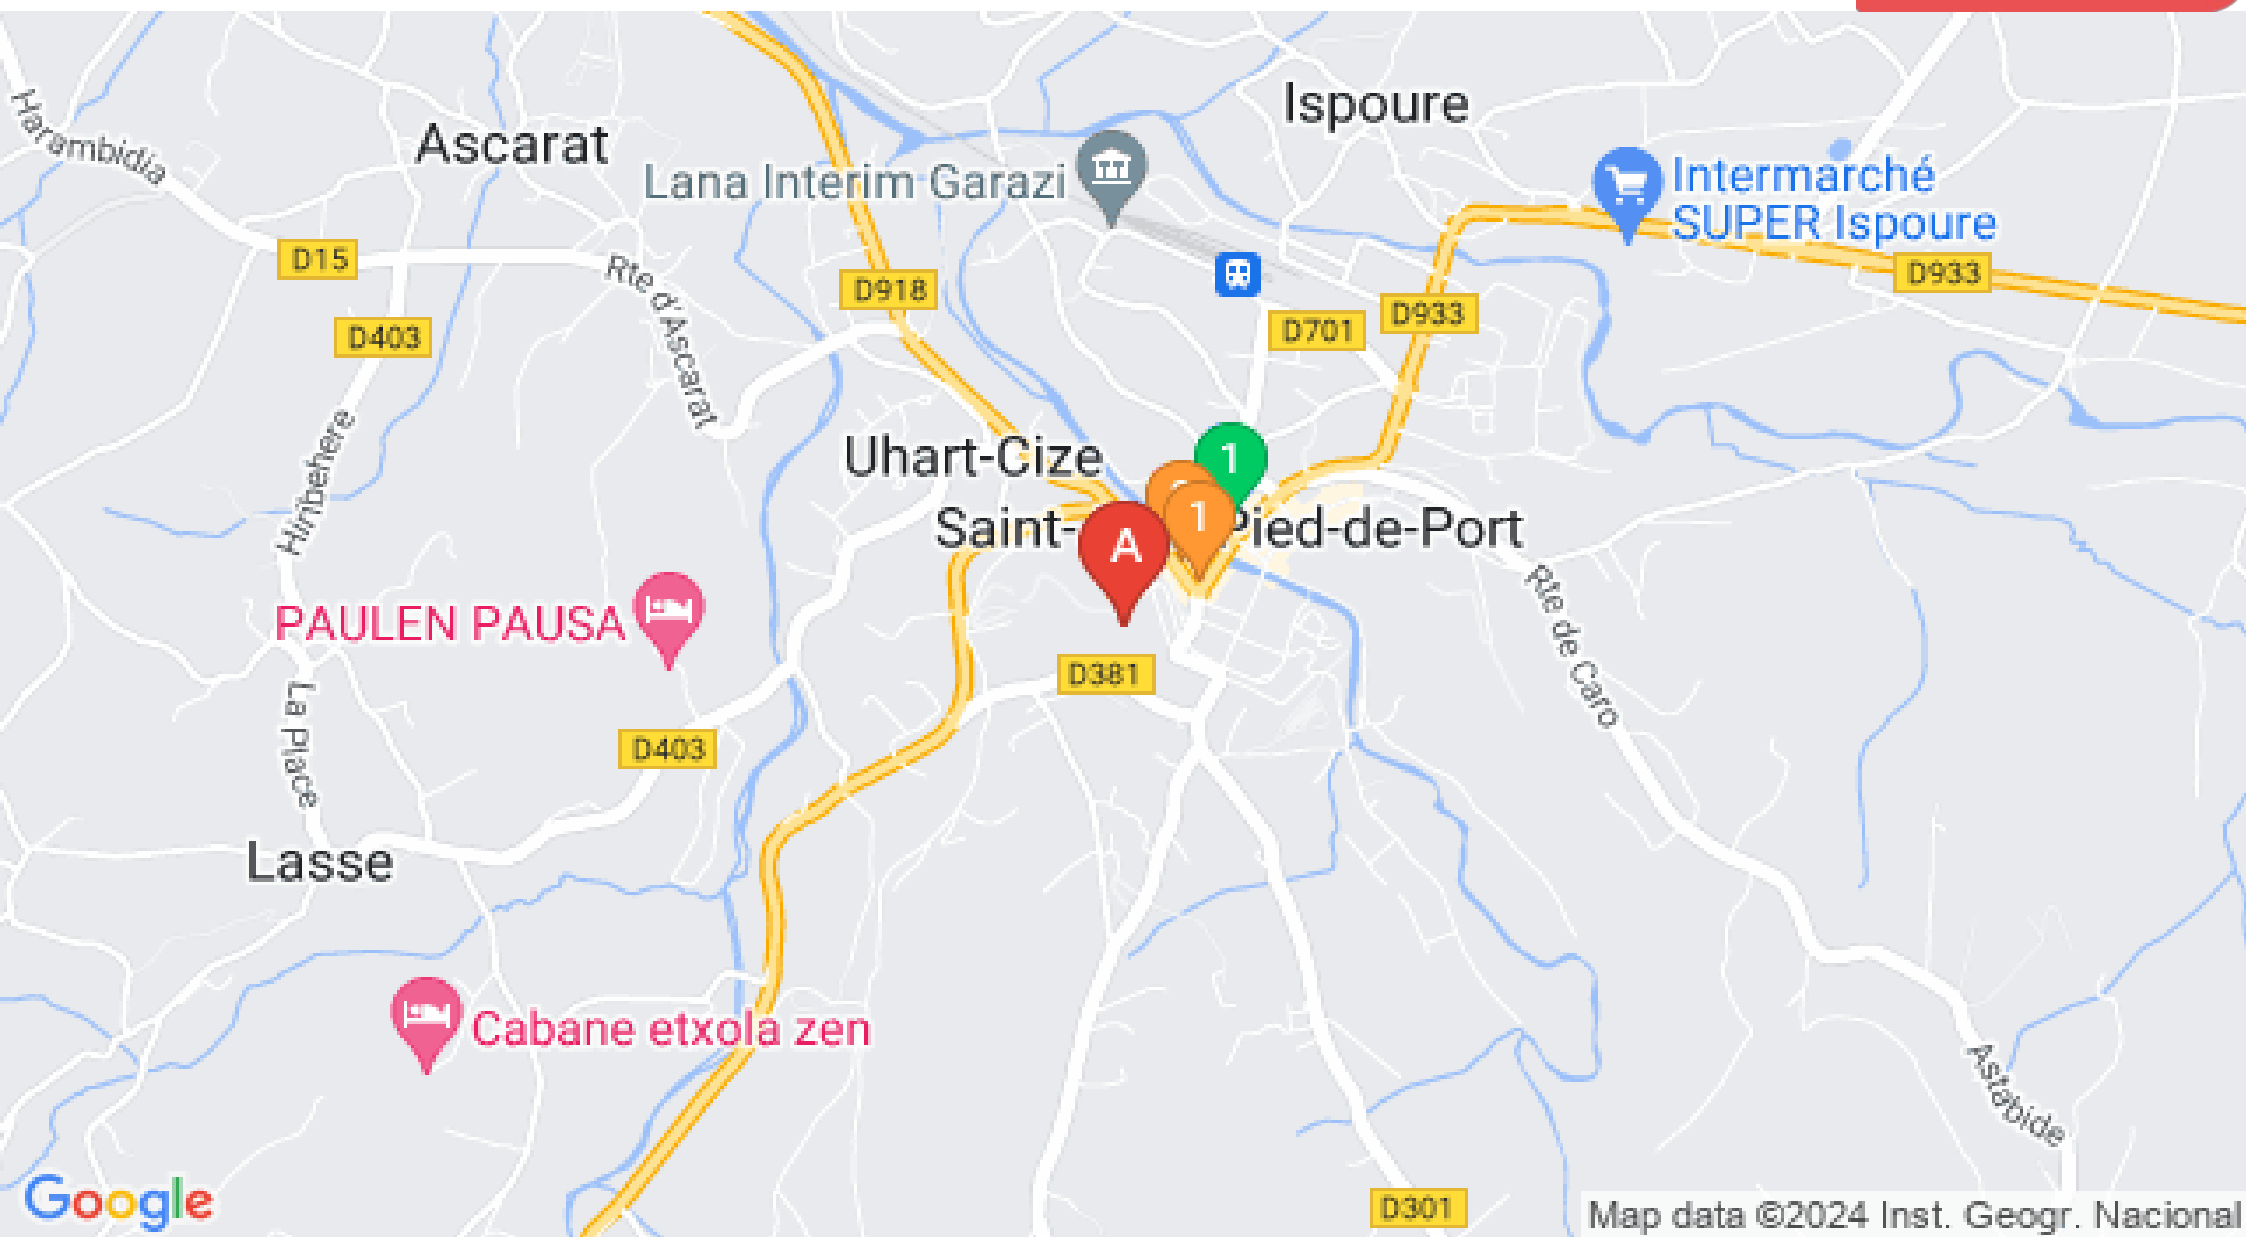 Ispoure
Ascarat
Harambidia
Lana Interim Garazi
Intermarché
SUPER Ispoure
D15
Rte d'Ascarat
D918
D933
D933
D701
D403
Hiribehere
Uhart-Cize
1
1
Saint-
Pied-de-Port
A
Rte de Caro
PAULEN PAUSA
D381
La Place
D403
Lasse
Cabane etxola zen
Astabide
Google
D301
Map data ©2024 Inst. Geogr. Nacional